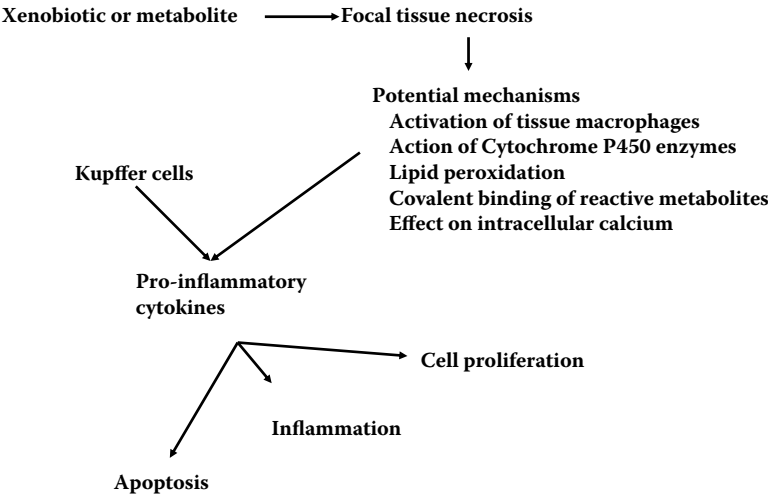 Xenobiotic or metabolite
Focal tissue necrosis
Potential mechanisms
Activation of tissue macrophages
Action of Cytochrome P450 enzymes
Lipid peroxidation
Covalent binding of reactive metabolites
Effect on intracellular calcium
Kupffer cells
Pro-inflammatory
cytokines
Cell proliferation
Inflammation
Apoptosis